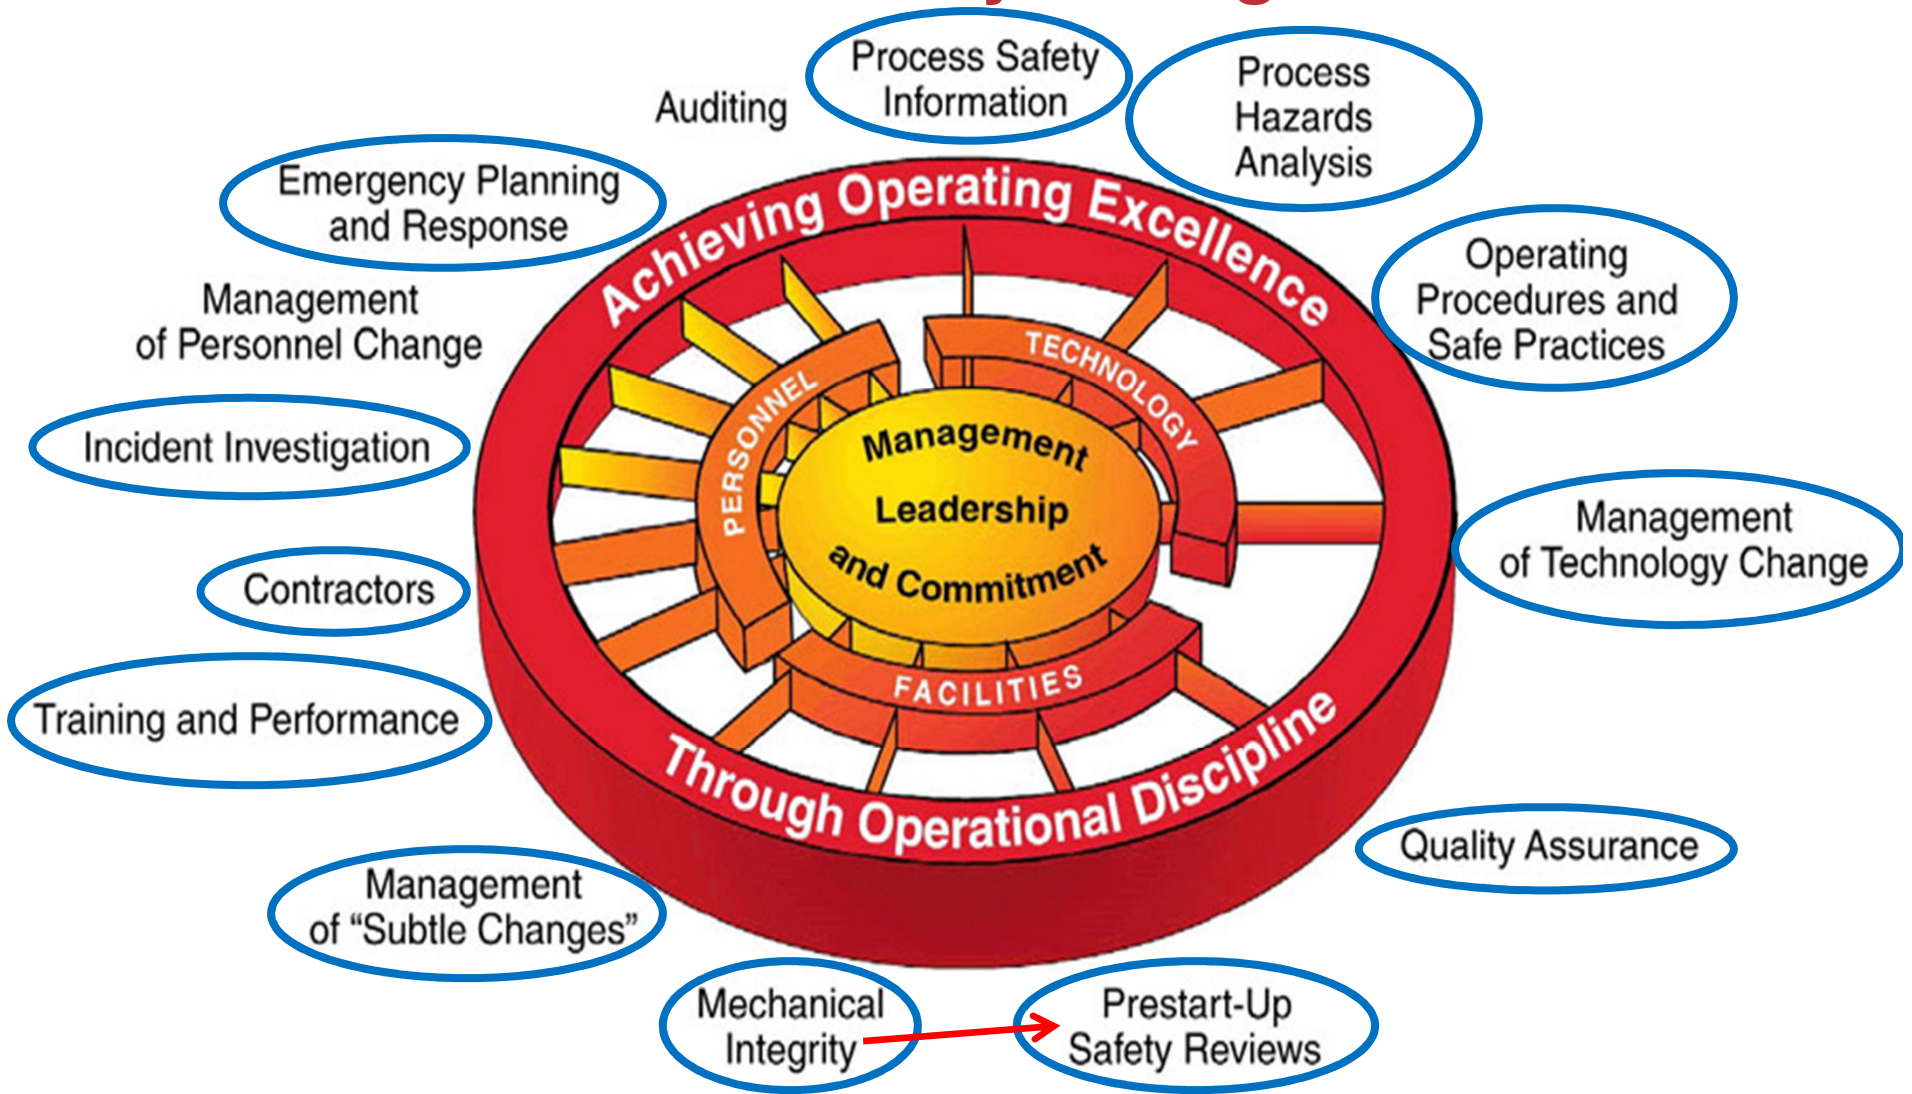 Process Safety
Information
Process
Hazards
Analysis
Auditing
Emergency Planning
and Response
Operating
Procedures and
Safe Practices
Management
of Personnel Change
Incident Investigation
Management
of Technology Change
Contractors
Training and Performance
Quality Assurance
Management
of “Subtle Changes”
Mechanical
Integrity
Prestart-Up
Safety Reviews
Achieving Operating Excellence
Through Operational Discipline
PERSONNEL
TECHNOLOGY
FACILITIES
Management
Leadership
and Commitment